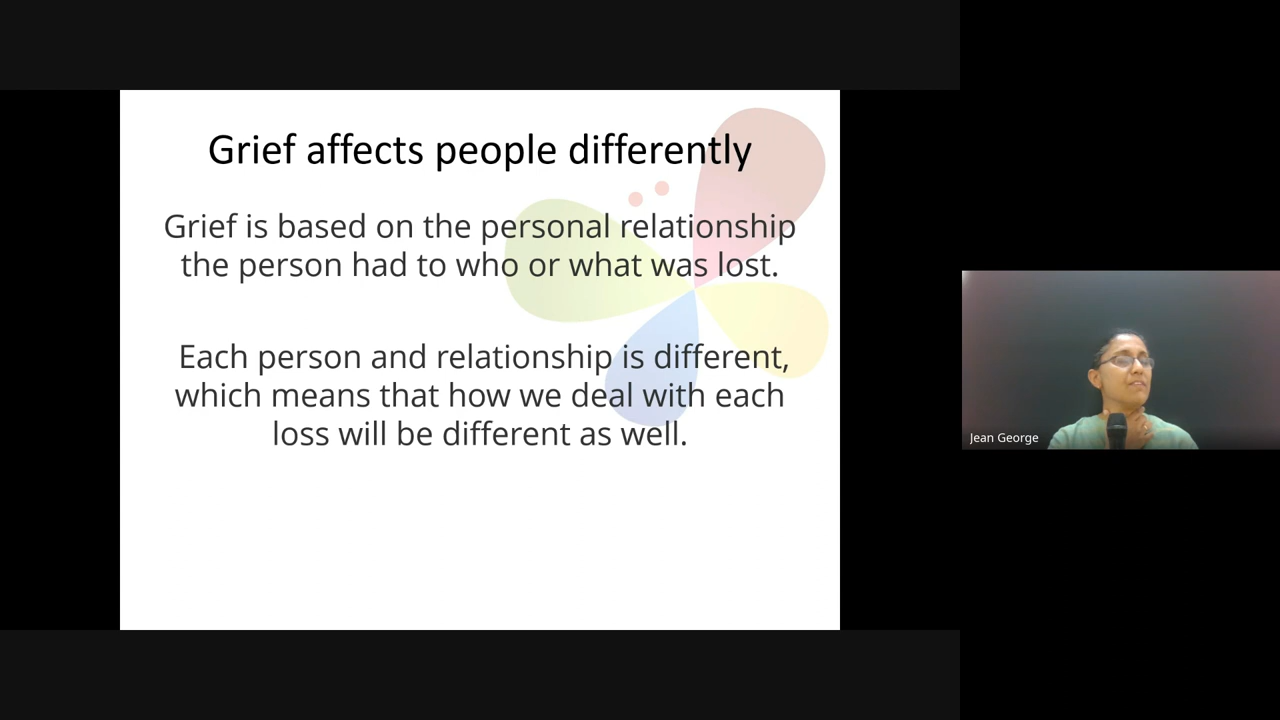 Grief affects people differently
Grief is based on the personal relationship
the person had to who or what was lost.
Each person and relationship is different,
which means that how we deal with each
loss will be different as well.
Jean George